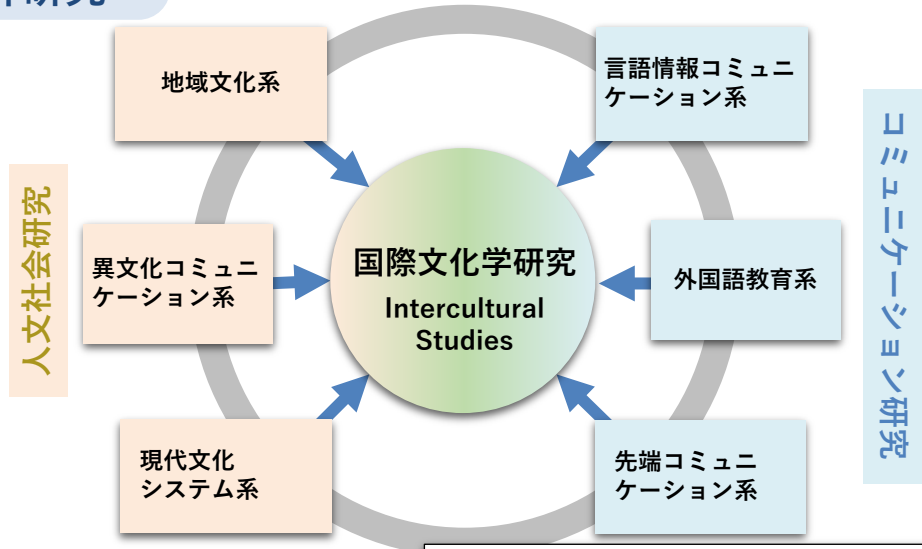 研究
地域文化系
言語情報コミュニ
ケーション系
人文社会研究
異文化コミュニ
ケーション系
国際文化学研究
Intercultural
Studies
外国語教育系
コミュニケーション研究
現代文化
システム系
先端コミュニ
ケーション系